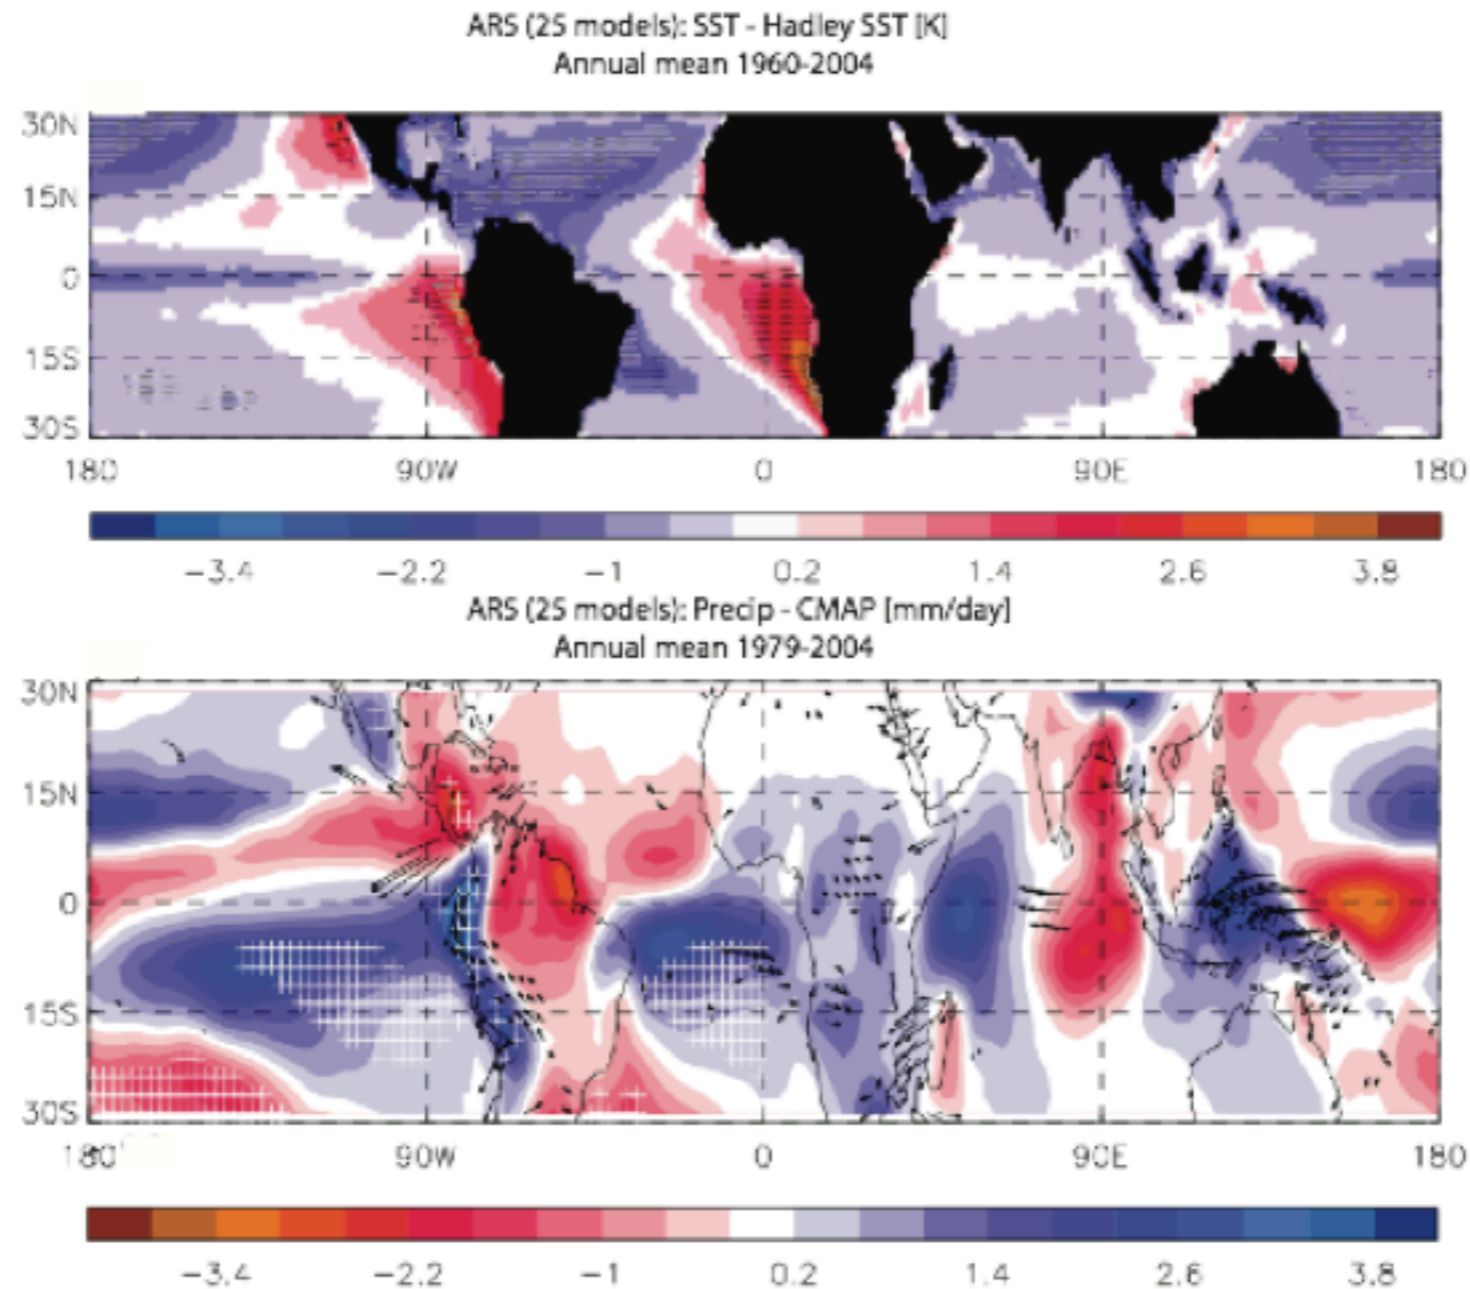 AR5 (25 models): SST - Hadley SST [K]
Annual mean 1960-2004
30N
15N
0
15S
30S
180 90W 0 90E 180
-3.4 -2.2 -1 0.2 1.4 2.6 3.8
AR5 (25 models): Precip - CMAP [mm/day]
Annual mean 1979-2004
30N
15N
0
15S
30S
180 90W 0 90E 180
-3.4 -2.2 -1 0.2 1.4 2.6 3.8